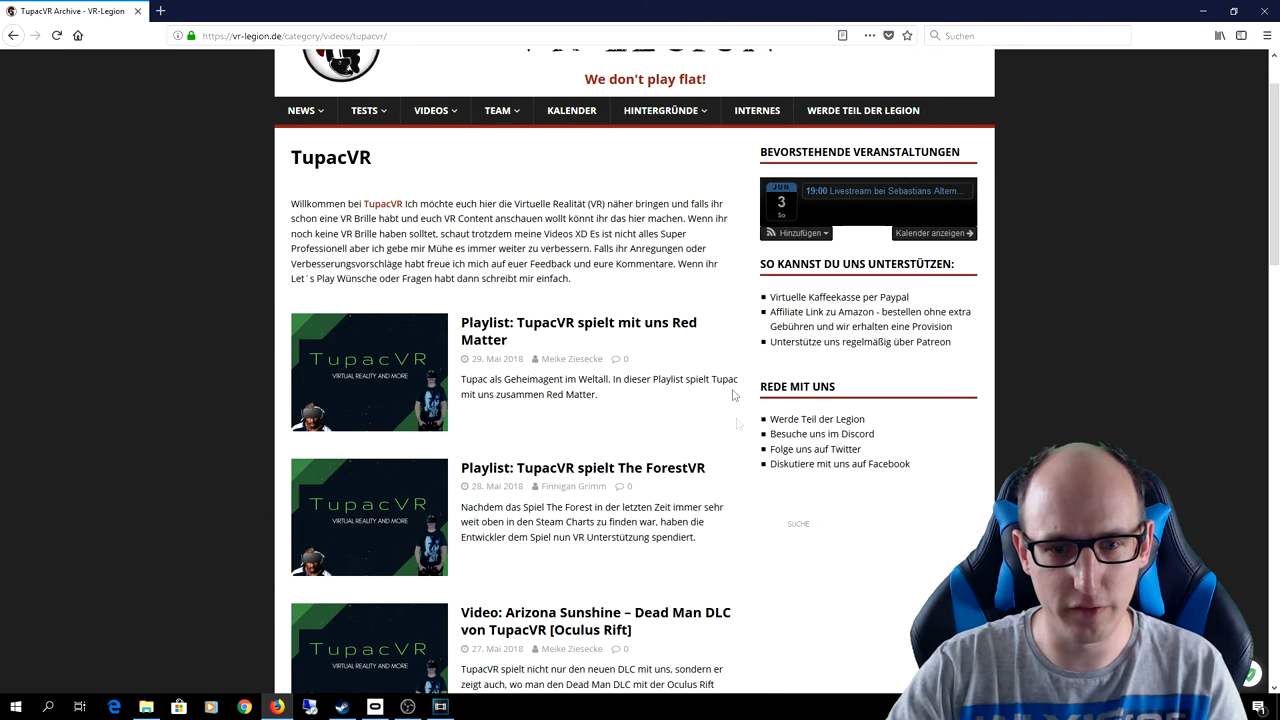 TupacVR Archive - VR-Legion
https://vr-legion.de/category/videos/tupacvr/
Suchen
We don't play flat!
NEWS TESTS VIDEOS TEAM KALENDER HINTERGRÜNDE INTERNES WERDE TEIL DER LEGION
TupacVR
Willkommen bei TupacVR Ich möchte euch hier die Virtuelle Realität (VR) näher bringen und falls ihr
schon eine VR Brille habt und euch VR Content anschauen wollt könnt ihr das hier machen. Wenn ihr
noch keine VR Brille haben solltet, schaut trotzdem meine Videos XD Es ist nicht alles Super
Professionell aber ich gebe mir Mühe es immer weiter zu verbessern. Falls ihr Anregungen oder
Verbesserungsvorschläge habt freue ich mich auf euer Feedback und eure Kommentare. Wenn ihr
Let´s Play Wünsche oder Fragen habt dann schreibt mir einfach.
TupacVR
VIRTUAL REALITY AND MORE
Playlist: TupacVR spielt mit uns Red
Matter
29. Mai 2018 Meike Ziesecke 0
Tupac als Geheimagent im Weltall. In dieser Playlist spielt Tupac
mit uns zusammen Red Matter.
TupacVR
VIRTUAL REALITY AND MORE
Playlist: TupacVR spielt The ForestVR
28. Mai 2018 Finnigan Grimm 0
Nachdem das Spiel The Forest in der letzten Zeit immer sehr
weit oben in den Steam Charts zu finden war, haben die
Entwickler dem Spiel nun VR Unterstützung spendiert.
TupacVR
VIRTUAL REALITY AND MORE
Video: Arizona Sunshine – Dead Man DLC
von TupacVR [Oculus Rift]
27. Mai 2018 Meike Ziesecke 0
TupacVR spielt nicht nur den neuen DLC mit uns, sondern er
zeigt auch, wo man den Dead Man DLC mit der Oculus Rift
BEVORSTEHENDE VERANSTALTUNGEN
JUN
3
So
19:00 Livestream bei Sebastians Altern...
Hinzufügen
Kalender anzeigen
SO KANNST DU UNS UNTERSTÜTZEN:
Virtuelle Kaffeekasse per Paypal
Affiliate Link zu Amazon - bestellen ohne extra
Gebühren und wir erhalten eine Provision
Unterstütze uns regelmäßig über Patreon
REDE MIT UNS
Werde Teil der Legion
Besuche uns im Discord
Folge uns auf Twitter
Diskutiere mit uns auf Facebook
SUCHE